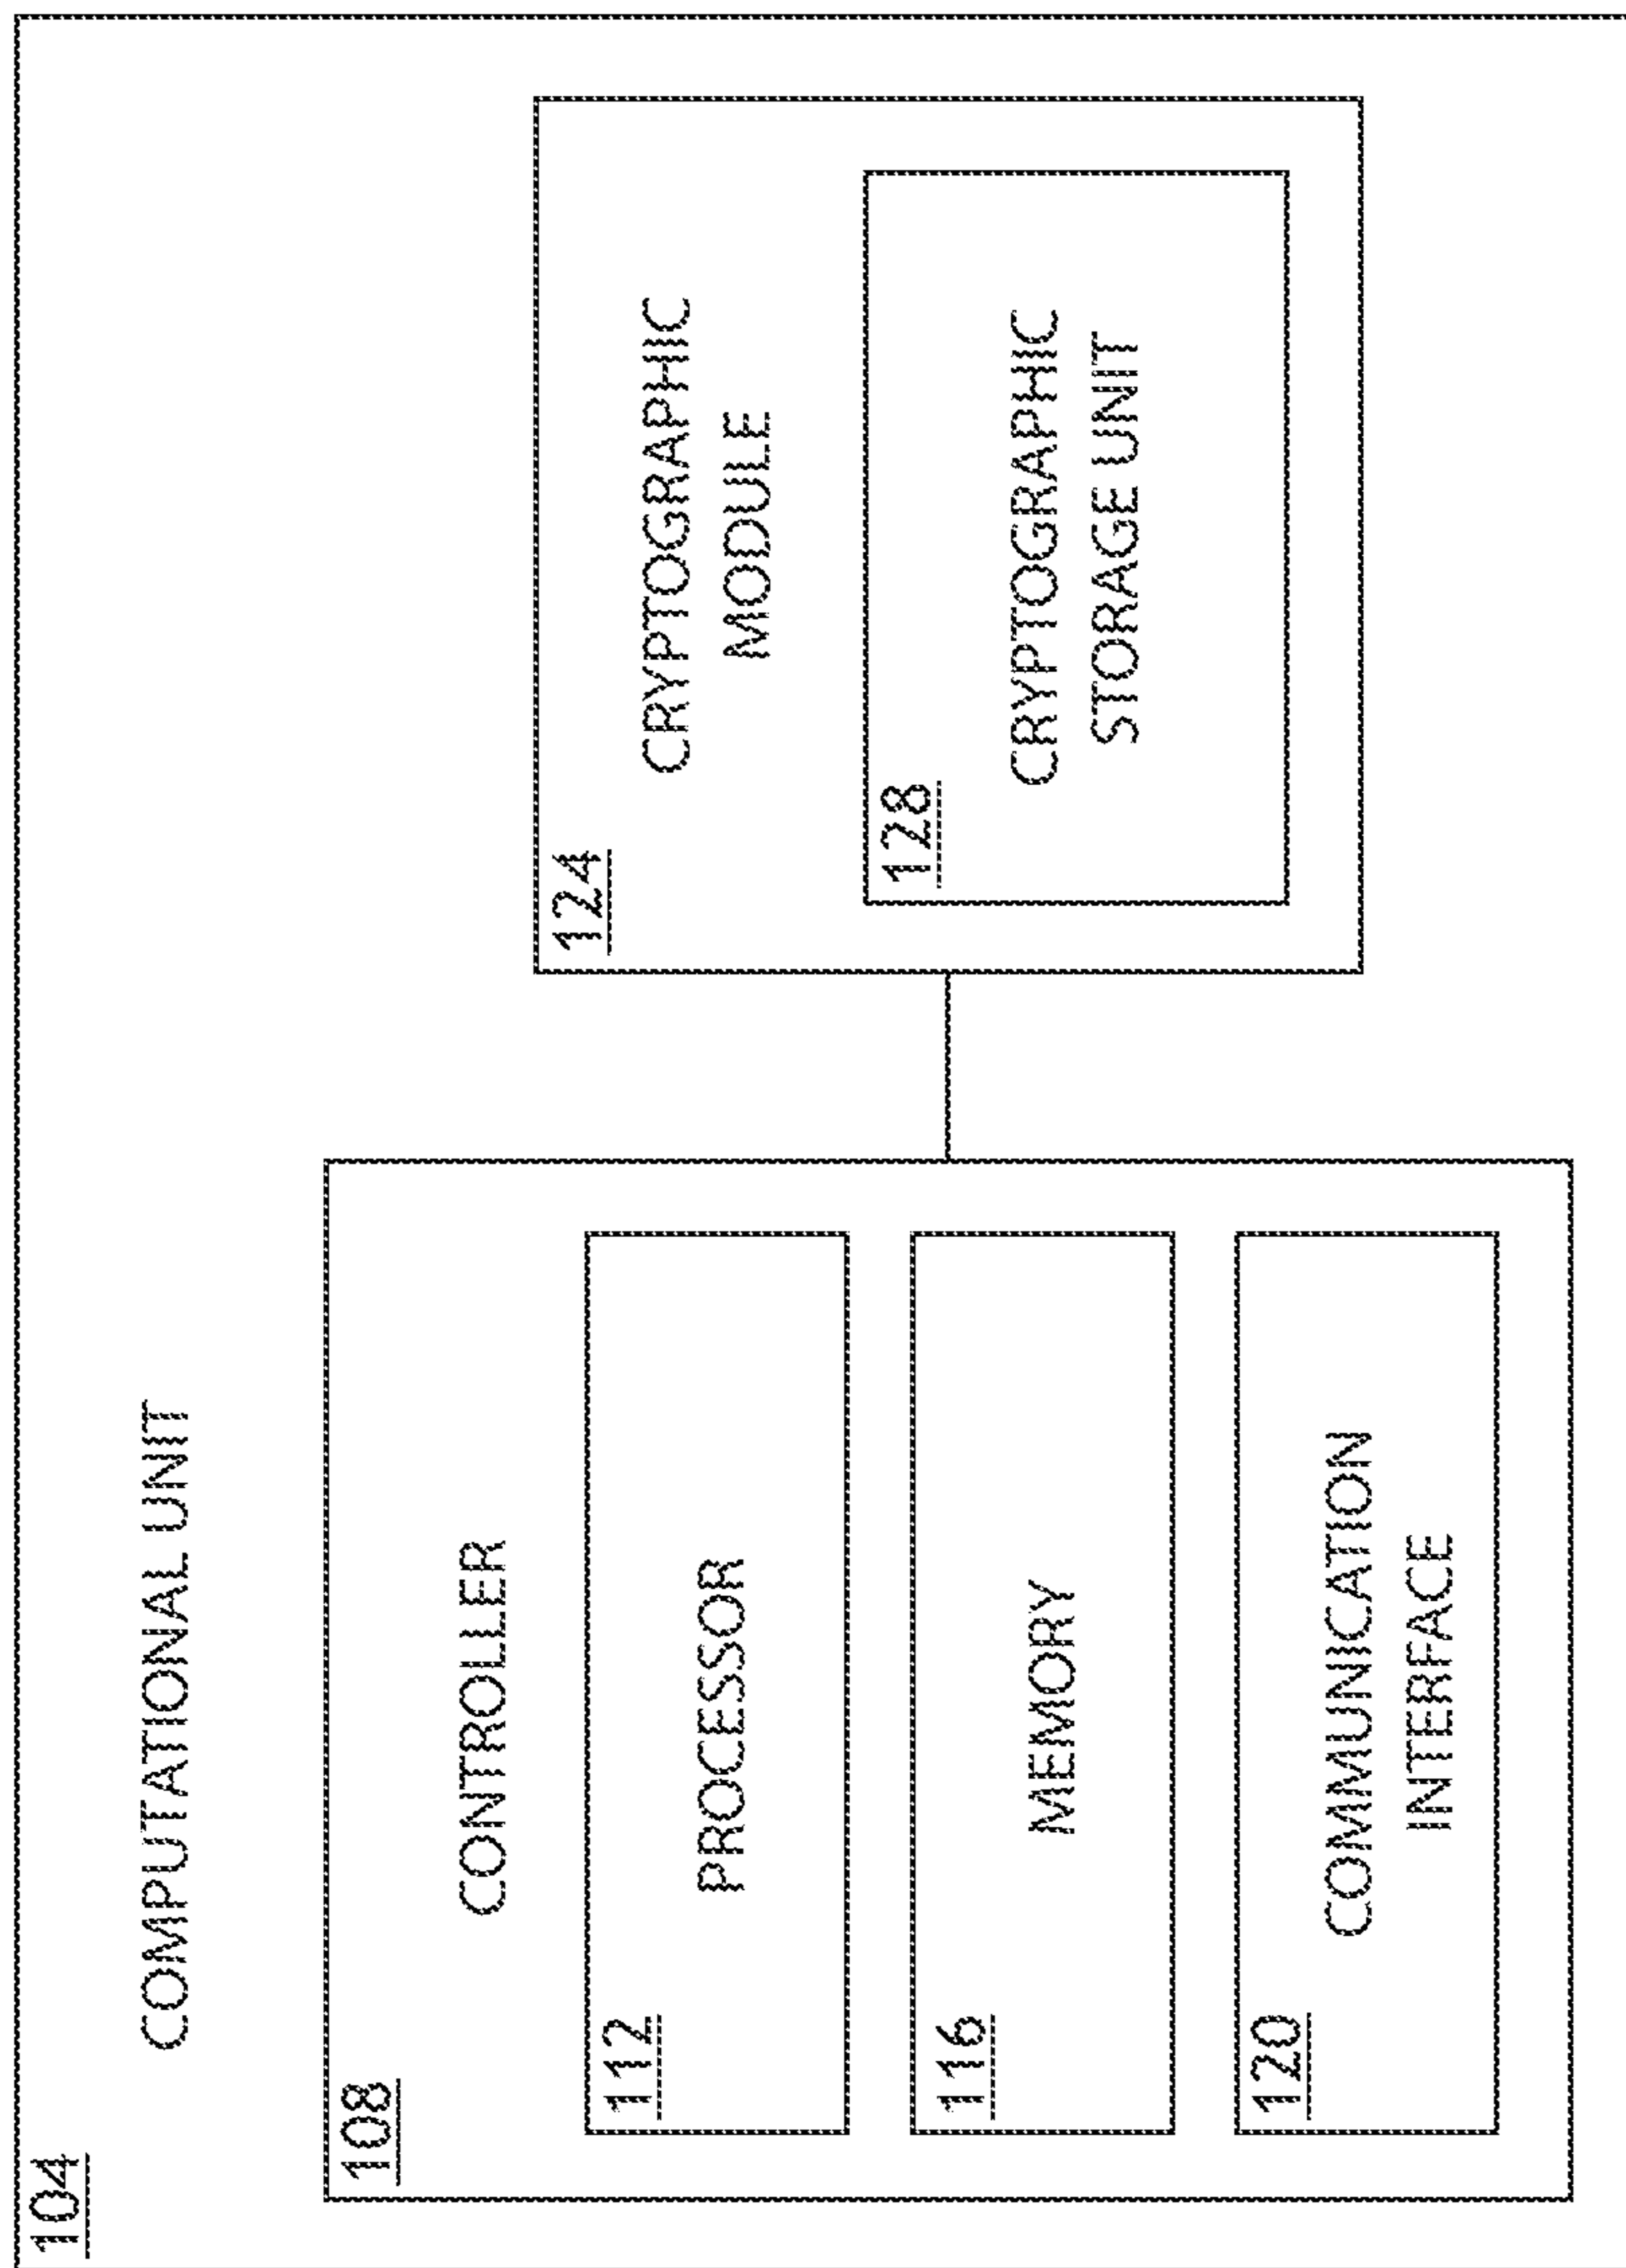 104
COMPUTATIONAL UNIT
108
CONTROLLER
112
PROCESSOR
116
MEMORY
120
COMMUNICATION
INTERFACE
124
CRYPTOGRAPHIC
MODULE
128
CRYPTOGRAPHIC
STORAGE UNIT